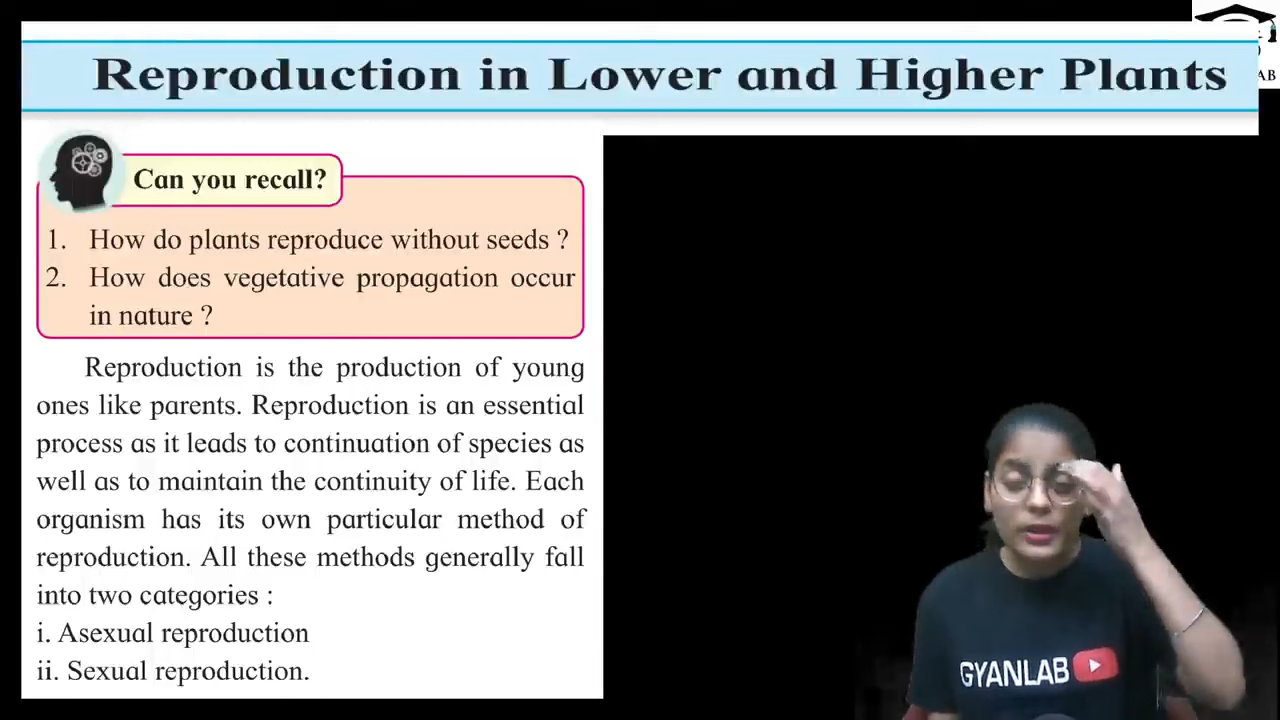 Reproduction in Lower and Higher Plants
AB
Can you recall?
1. How do plants reproduce without seeds ?
2. How does vegetative propagation occur
in nature ?
Reproduction is the production of young
ones like parents. Reproduction is an essential
process as it leads to continuation of species as
well as to maintain the continuity of life. Each
organism has its own particular method of
reproduction. All these methods generally fall
into two categories :
i. Asexual reproduction
ii. Sexual reproduction.
GYANLAB